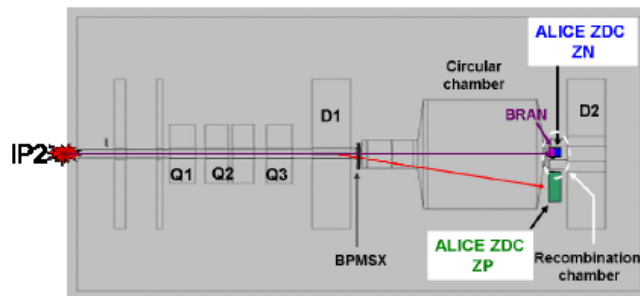 ALICE ZDC
ZN
Circular
chamber
D1
BRAN
D2
IP2
Q1
Q2
Q3
BPMSX
ALICE ZDC
ZP
Recombination
chamber